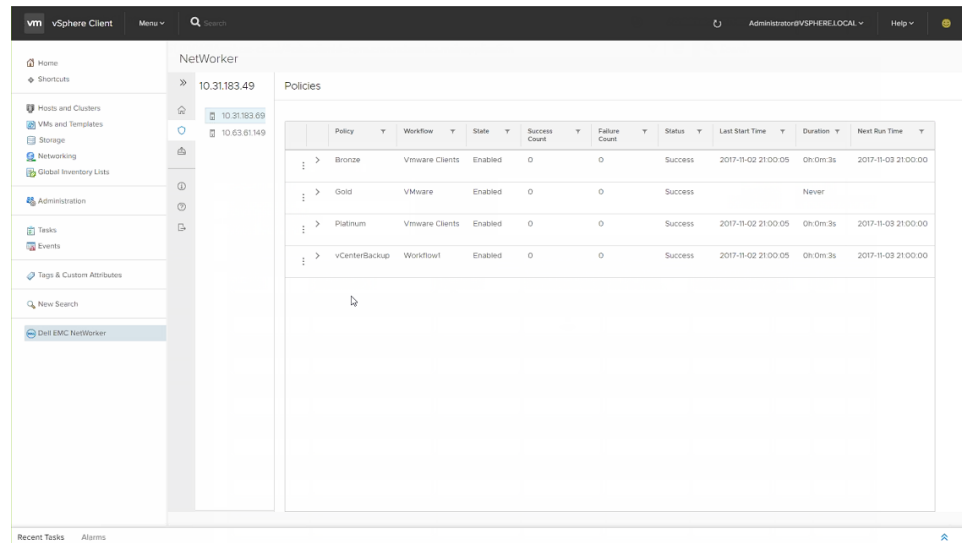 vm vSphere Client Menu Search Administrator@VSPHERE.LOCAL Help
Home
Shortcuts
Hosts and Clusters
VMs and Templates
Storage
Networking
Global Inventory Lists
Administration
Tasks
Events
Tags & Custom Attributes
New Search
Dell EMC NetWorker
NetWorker
10.31.183.49
10.31.183.69
10.63.61.149
Policies
Policy Workflow State Success Count Failure Count Status Last Start Time Duration Next Run Time
Bronze Vmware Clients Enabled 0 0 Success 2017-11-02 21:00:05 0h:0m:3s 2017-11-03 21:00:00
Gold VMware Enabled 0 0 Success Never
Platinum Vmware Clients Enabled 0 0 Success 2017-11-02 21:00:05 0h:0m:3s 2017-11-03 21:00:00
vCenterBackup Workflow1 Enabled 0 0 Success 2017-11-02 21:00:05 0h:0m:3s 2017-11-03 21:00:00
Recent Tasks Alarms